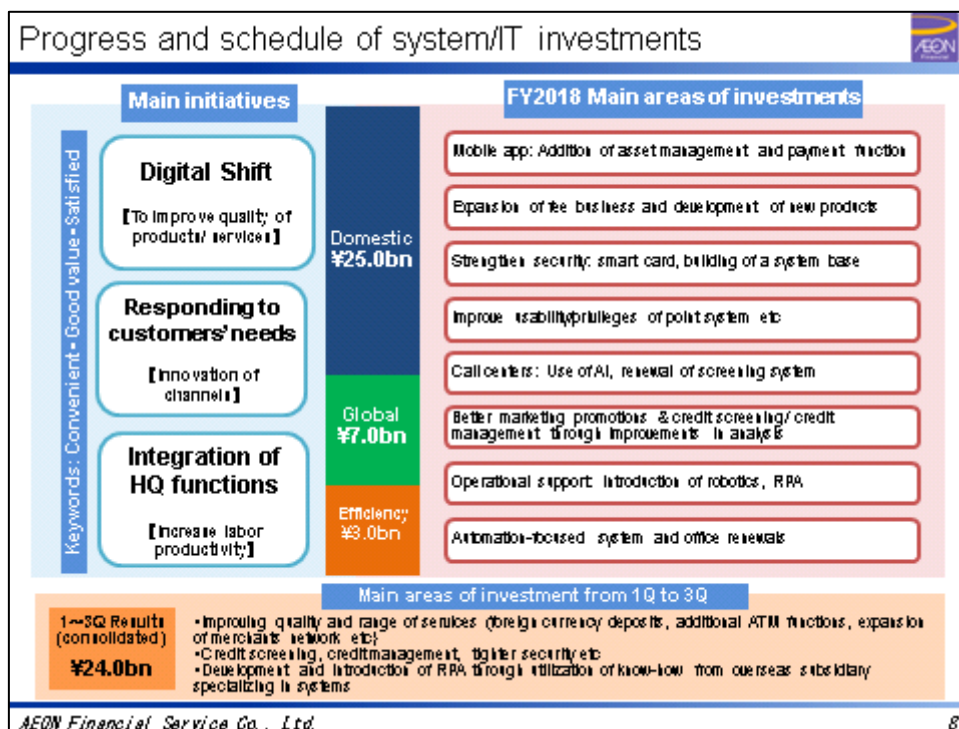 Progress and schedule of system/IT investments
ÆON
Financial
Main initiatives
FY2018 Main areas of investments
Keywords: Convenient・Good value・Satisfied
Digital Shift
【To improve quality of
products/ services】
Responding to
customers' needs
【Innovation of
channels】
Integration of
HQ functions
【Increase labor
productivity】
Domestic
¥25.0bn
Global
¥7.0bn
Efficiency
¥3.0bn
Mobile app: Addition of asset management and payment function
Expansion of fee business and development of new products
Strengthen security: smart card, building of a system base
Improve usability/privileges of point system etc
Call centers: Use of AI, renewal of screening system
Better marketing promotions & credit screening/ credit
management through improvements in analysis
Operational support: Introduction of robotics, RPA
Automation-focused system and office renewals
Main areas of investment from 1Q to 3Q
1~3Q Results
(consolidated)
¥24.0bn
・Improving quality and range of services (foreign currency deposits, additional ATM functions, expansion
of merchants network etc)
・Credit screening, credit management, tighter security etc
・Development and introduction of RPA through utilization of know-how from overseas subsidiary
specializing in systems
AEON Financial Service Co., Ltd.
8